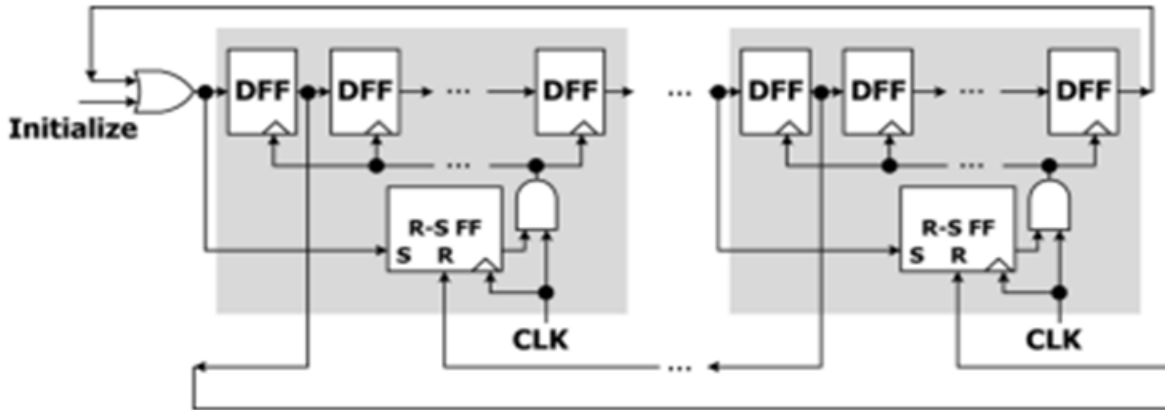 DFF DFF ... DFF ... DFF DFF ... DFF
Initialize
... ...
R-S FF R-S FF
S R S R
CLK CLK
...